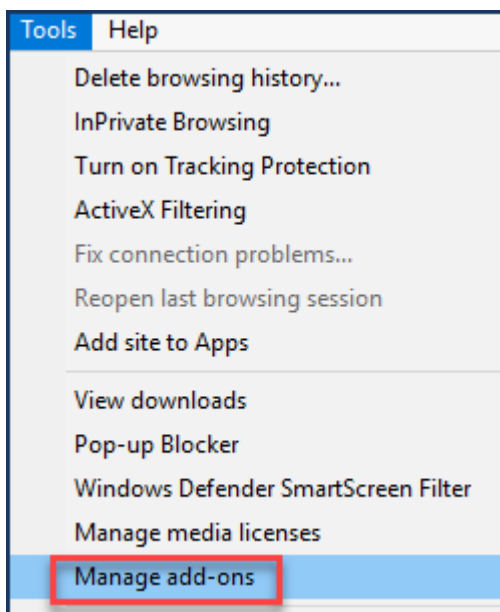 Tools Help
Delete browsing history...
InPrivate Browsing
Turn on Tracking Protection
ActiveX Filtering
Fix connection problems...
Reopen last browsing session
Add site to Apps
View downloads
Pop-up Blocker
Windows Defender SmartScreen Filter
Manage media licenses
Manage add-ons